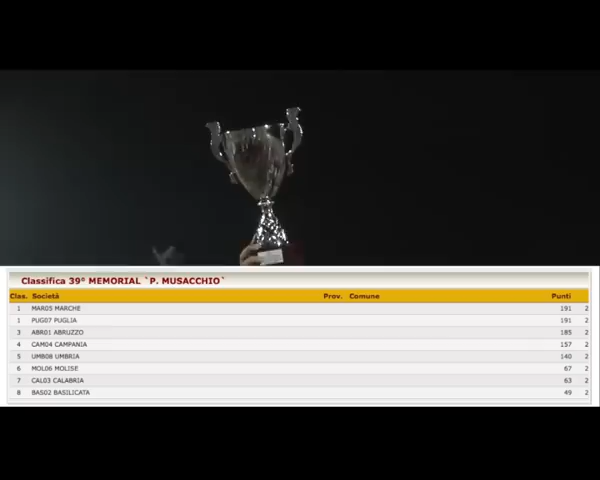 Classifica 39° MEMORIAL `P. MUSACCHIO`
Clas. Società Prov. Comune Punti
1 MAR05 MARCHE 191 2
1 PUG07 PUGLIA 191 2
3 ABR01 ABRUZZO 185 2
4 CAM04 CAMPANIA 157 2
5 UMB08 UMBRIA 140 2
6 MOL06 MOLISE 67 2
7 CAL03 CALABRIA 63 2
8 BAS02 BASILICATA 49 2